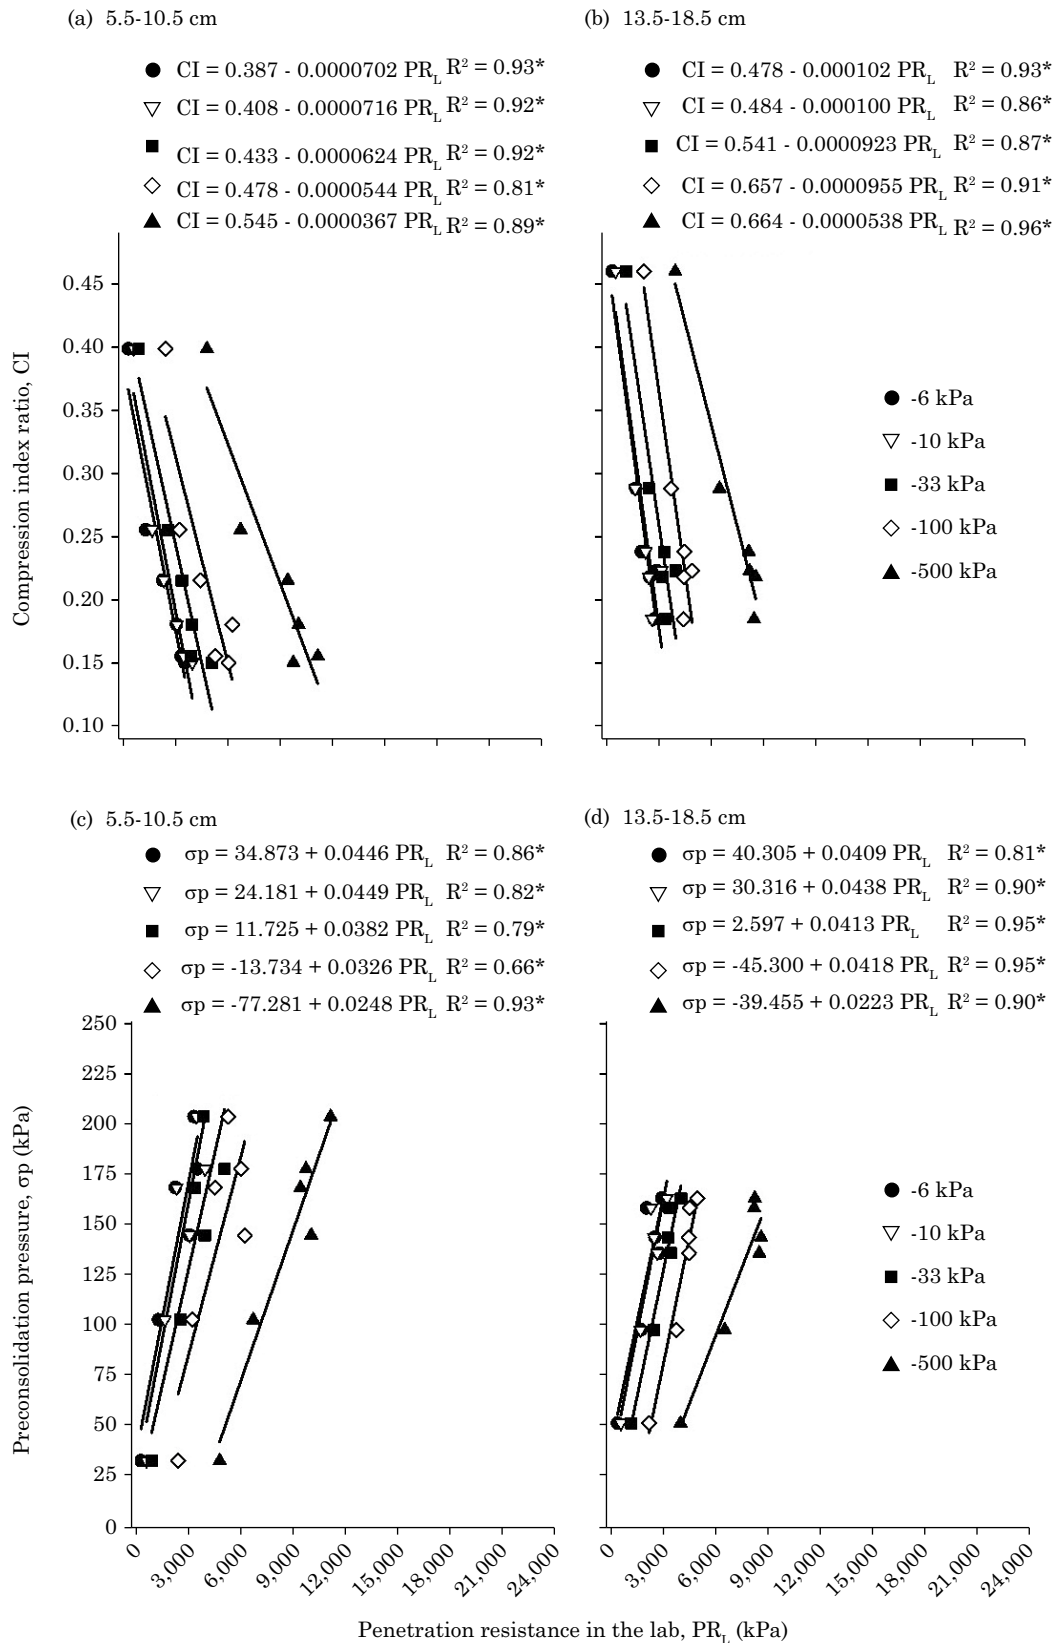 (a) 5.5-10.5 cm
CI = 0.387 - 0.0000702 PR_L R² = 0.93*
CI = 0.408 - 0.0000716 PR_L R² = 0.92*
CI = 0.433 - 0.0000624 PR_L R² = 0.92*
CI = 0.478 - 0.0000544 PR_L R² = 0.81*
CI = 0.545 - 0.0000367 PR_L R² = 0.89*
(b) 13.5-18.5 cm
CI = 0.478 - 0.000102 PR_L R² = 0.93*
CI = 0.484 - 0.000100 PR_L R² = 0.86*
CI = 0.541 - 0.0000923 PR_L R² = 0.87*
CI = 0.657 - 0.0000955 PR_L R² = 0.91*
CI = 0.664 - 0.0000538 PR_L R² = 0.96*
Compression index ratio, CI
0.45
0.40
0.35
0.30
0.25
0.20
0.15
0.10
-6 kPa
-10 kPa
-33 kPa
-100 kPa
-500 kPa
(c) 5.5-10.5 cm
σp = 34.873 + 0.0446 PR_L R² = 0.86*
σp = 24.181 + 0.0449 PR_L R² = 0.82*
σp = 11.725 + 0.0382 PR_L R² = 0.79*
σp = -13.734 + 0.0326 PR_L R² = 0.66*
σp = -77.281 + 0.0248 PR_L R² = 0.93*
(d) 13.5-18.5 cm
σp = 40.305 + 0.0409 PR_L R² = 0.81*
σp = 30.316 + 0.0438 PR_L R² = 0.90*
σp = 2.597 + 0.0413 PR_L R² = 0.95*
σp = -45.300 + 0.0418 PR_L R² = 0.95*
σp = -39.455 + 0.0223 PR_L R² = 0.90*
Preconsolidation pressure, σp (kPa)
250
225
200
175
150
125
100
75
50
25
0
-6 kPa
-10 kPa
-33 kPa
-100 kPa
-500 kPa
0 3,000 6,000 9,000 12,000 15,000 18,000 21,000 24,000
0 3,000 6,000 9,000 12,000 15,000 18,000 21,000 24,000
Penetration resistance in the lab, PR_L (kPa)